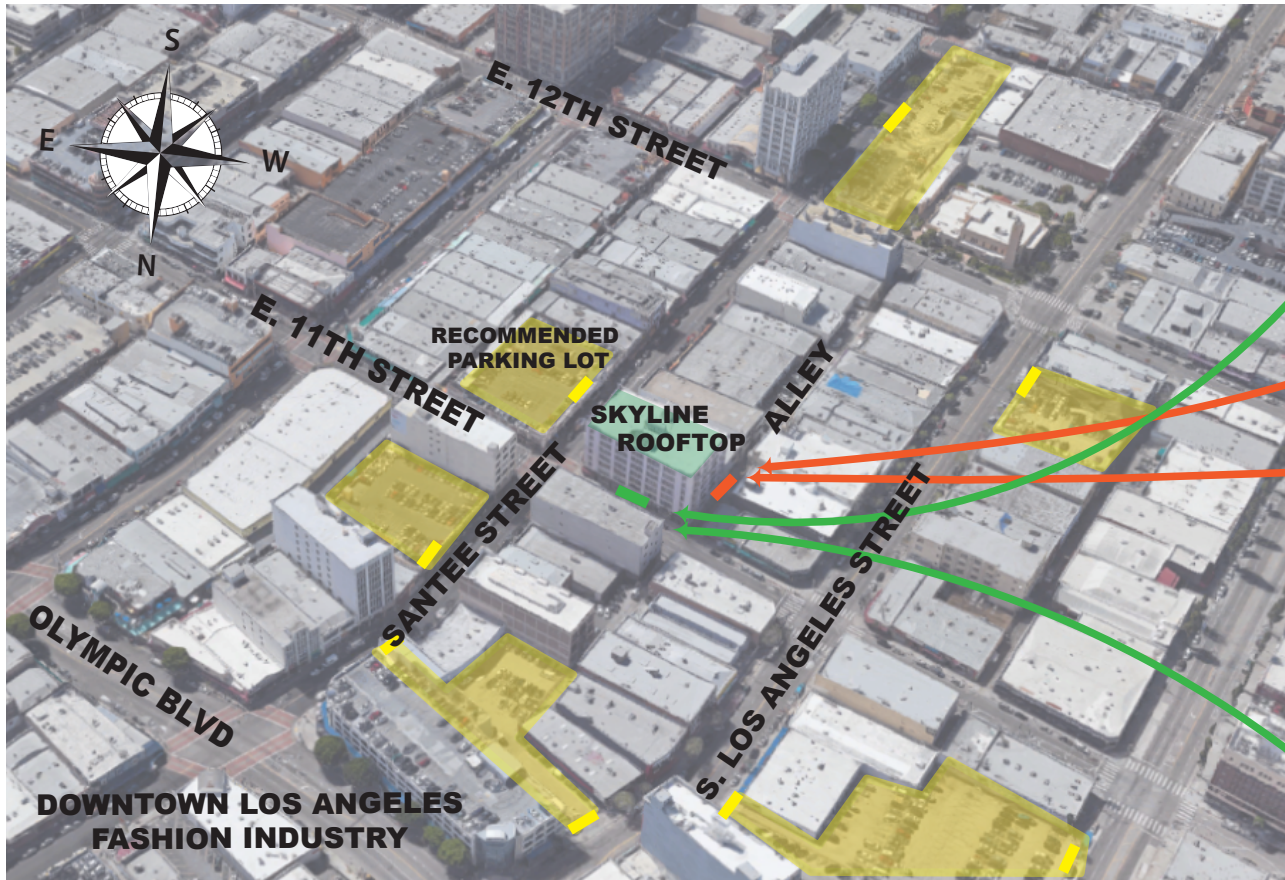 S
E
W
N
E. 12TH STREET
E. 11TH STREET
RECOMMENDED
PARKING LOT
SKYLINE
ROOFTOP
ALLEY
SANTEE STREET
S. LOS ANGELES STREET
OLYMPIC BLVD
DOWNTOWN LOS ANGELES
FASHION INDUSTRY